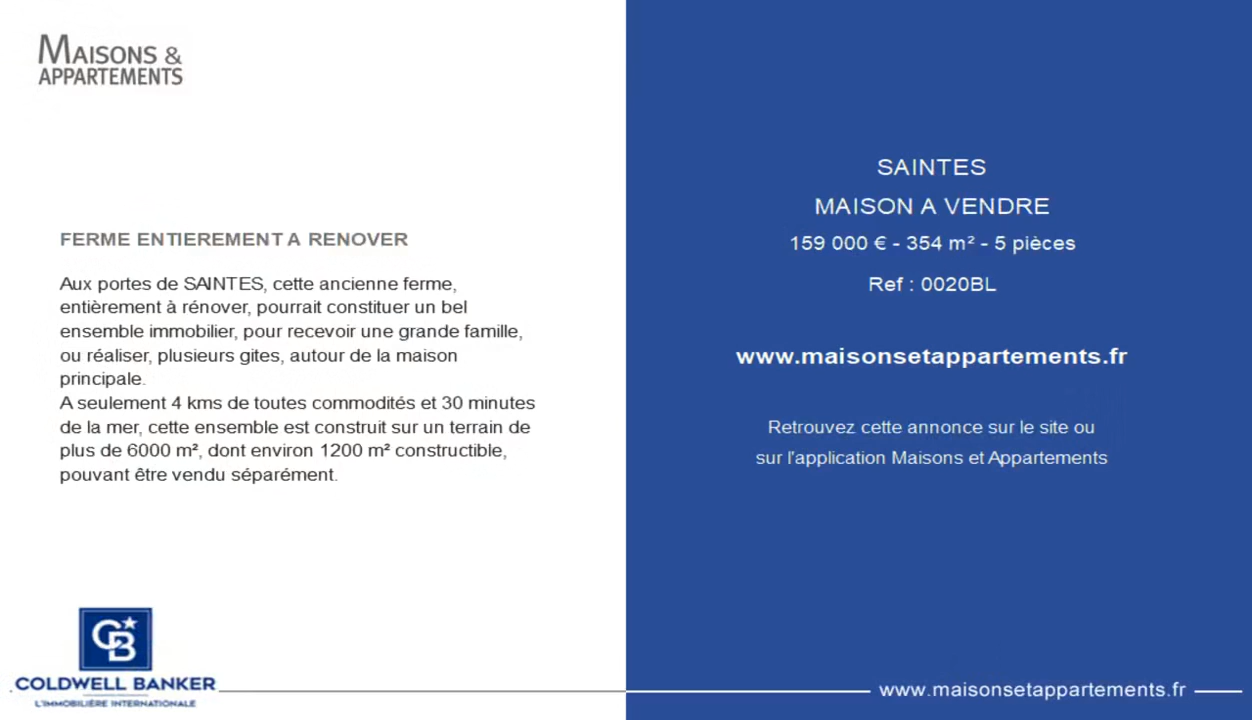 MAISONS &
APPARTEMENTS
FERME ENTIEREMENT A RENOVER
Aux portes de SAINTES, cette ancienne ferme,
entièrement à rénover, pourrait constituer un bel
ensemble immobilier, pour recevoir une grande famille,
ou réaliser, plusieurs gites, autour de la maison
principale.
A seulement 4 kms de toutes commodités et 30 minutes
de la mer, cette ensemble est construit sur un terrain de
plus de 6000 m², dont environ 1200 m² constructible,
pouvant être vendu séparément.
CB
COLDWELL BANKER
L'IMMOBILIÈRE INTERNATIONALE
SAINTES
MAISON A VENDRE
159 000 € - 354 m² - 5 pièces
Ref : 0020BL
www.maisonsetappartements.fr
Retrouvez cette annonce sur le site ou
sur l'application Maisons et Appartements
www.maisonsetappartements.fr